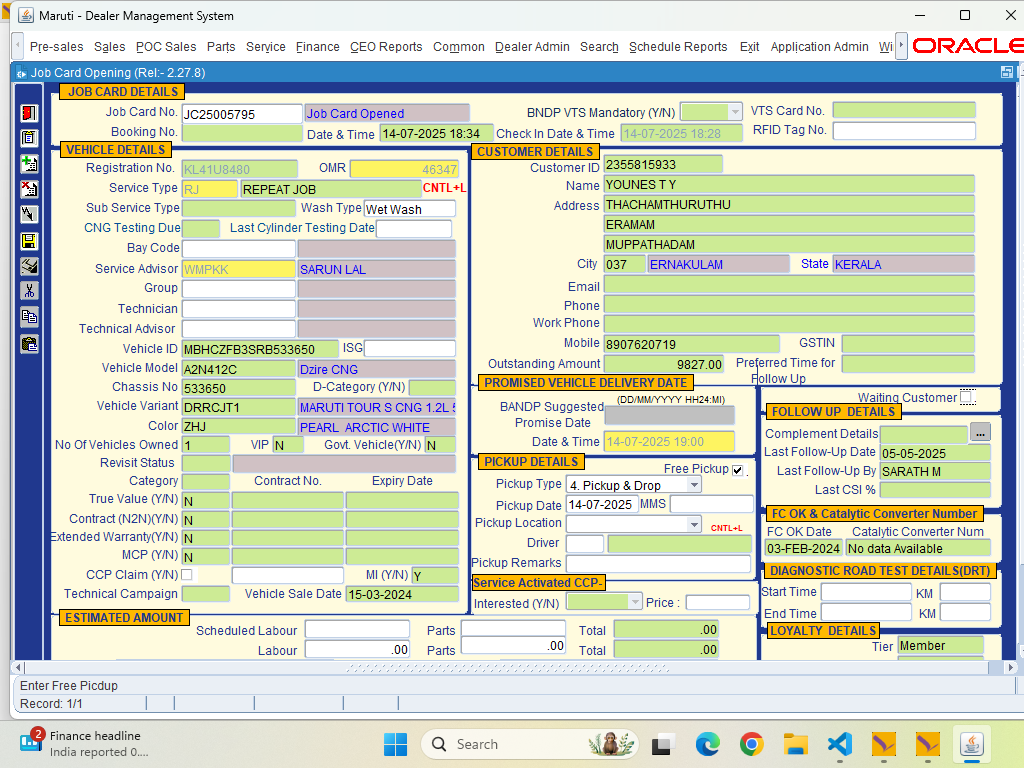 Maruti - Dealer Management System
Pre-sales Sales POC Sales Parts Service Finance CEO Reports Common Dealer Admin Search Schedule Reports Exit Application Admin Wi ORACLE
Job Card Opening (Rel:- 2.27.8)
JOB CARD DETAILS
Job Card No. JC25005795 Job Card Opened BNDP VTS Mandatory (Y/N) VTS Card No.
Booking No. Date & Time 14-07-2025 18:34 Check In Date & Time 14-07-2025 18:28 RFID Tag No.
VEHICLE DETAILS
Registration No. KL41U8480 OMR 46347
Service Type RJ REPEAT JOB CNTL+L
Sub Service Type Wash Type Wet Wash
CNG Testing Due Last Cylinder Testing Date
Bay Code
Service Advisor WMPKK SARUN LAL
Group
Technician
Technical Advisor
Vehicle ID MBHCZFB3SRB533650 ISG
Vehicle Model A2N412C Dzire CNG
Chassis No 533650 D-Category (Y/N)
Vehicle Variant DRRCJT1 MARUTI TOUR S CNG 1.2L 5
Color ZHJ PEARL ARCTIC WHITE
No Of Vehicles Owned 1 VIP N Govt. Vehicle(Y/N) N
Revisit Status
Category Contract No. Expiry Date
True Value (Y/N) N
Contract (N2N)(Y/N) N
Extended Warranty(Y/N) N
MCP (Y/N) N
CCP Claim (Y/N) MI (Y/N) Y
Technical Campaign Vehicle Sale Date 15-03-2024
CUSTOMER DETAILS
Customer ID 2355815933
Name YOUNES T Y
Address THACHAMTHURUTHU
ERAMAM
MUPPATHADAM
City 037 ERNAKULAM State KERALA
Email
Phone
Work Phone
Mobile 8907620719 GSTIN
Outstanding Amount 9827.00 Preferred Time for
Follow Up
PROMISED VEHICLE DELIVERY DATE
(DD/MM/YYYY HH24:MI)
BANDP Suggested
Promise Date
Date & Time 14-07-2025 19:00
PICKUP DETAILS
Free Pickup
Pickup Type 4. Pickup & Drop
Pickup Date 14-07-2025 MMS
Pickup Location CNTL+L
Driver
Pickup Remarks
Service Activated CCP-
Interested (Y/N) Price :
Waiting Customer
FOLLOW UP DETAILS
Complement Details ...
Last Follow-Up Date 05-05-2025
Last Follow-Up By SARATH M
Last CSI %
FC OK & Catalytic Converter Number
FC OK Date Catalytic Converter Num
03-FEB-2024 No data Available
DIAGNOSTIC ROAD TEST DETAILS(DRT)
Start Time KM
End Time KM
LOYALTY DETAILS
Tier Member
ESTIMATED AMOUNT
Scheduled Labour Parts Total .00
Labour .00 Parts .00 Total .00
Enter Free Picdup
Record: 1/1
2
Finance headline
India reported 0....
Search